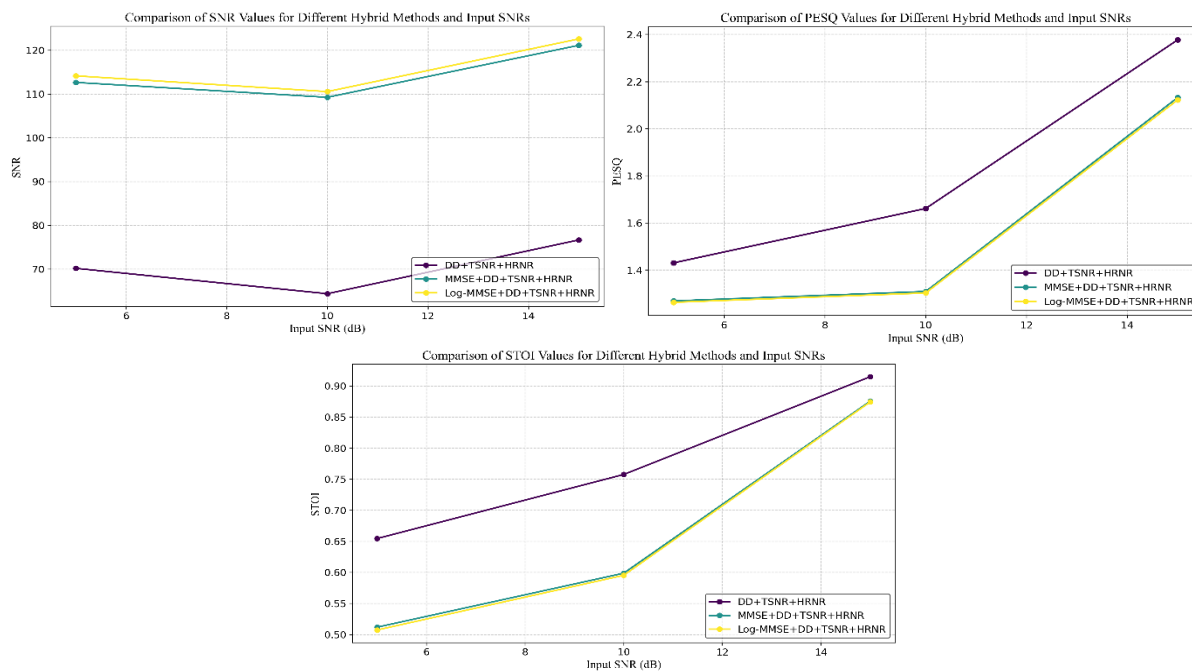 Comparison of SNR Values for Different Hybrid Methods and Input SNRs
120
110
100
90
80
70
SNR
6
8
10
12
14
Input SNR (dB)
DD+TSNR+HRNR
MMSE+DD+TSNR+HRNR
Log-MMSE+DD+TSNR+HRNR
Comparison of PESQ Values for Different Hybrid Methods and Input SNRs
2.4
2.2
2.0
1.8
1.6
1.4
PESQ
6
8
10
12
14
Input SNR (dB)
DD+TSNR+HRNR
MMSE+DD+TSNR+HRNR
Log-MMSE+DD+TSNR+HRNR
Comparison of STOI Values for Different Hybrid Methods and Input SNRs
0.90
0.85
0.80
0.75
0.70
0.65
0.60
0.55
0.50
STOI
6
8
10
12
14
Input SNR (dB)
DD+TSNR+HRNR
MMSE+DD+TSNR+HRNR
Log-MMSE+DD+TSNR+HRNR